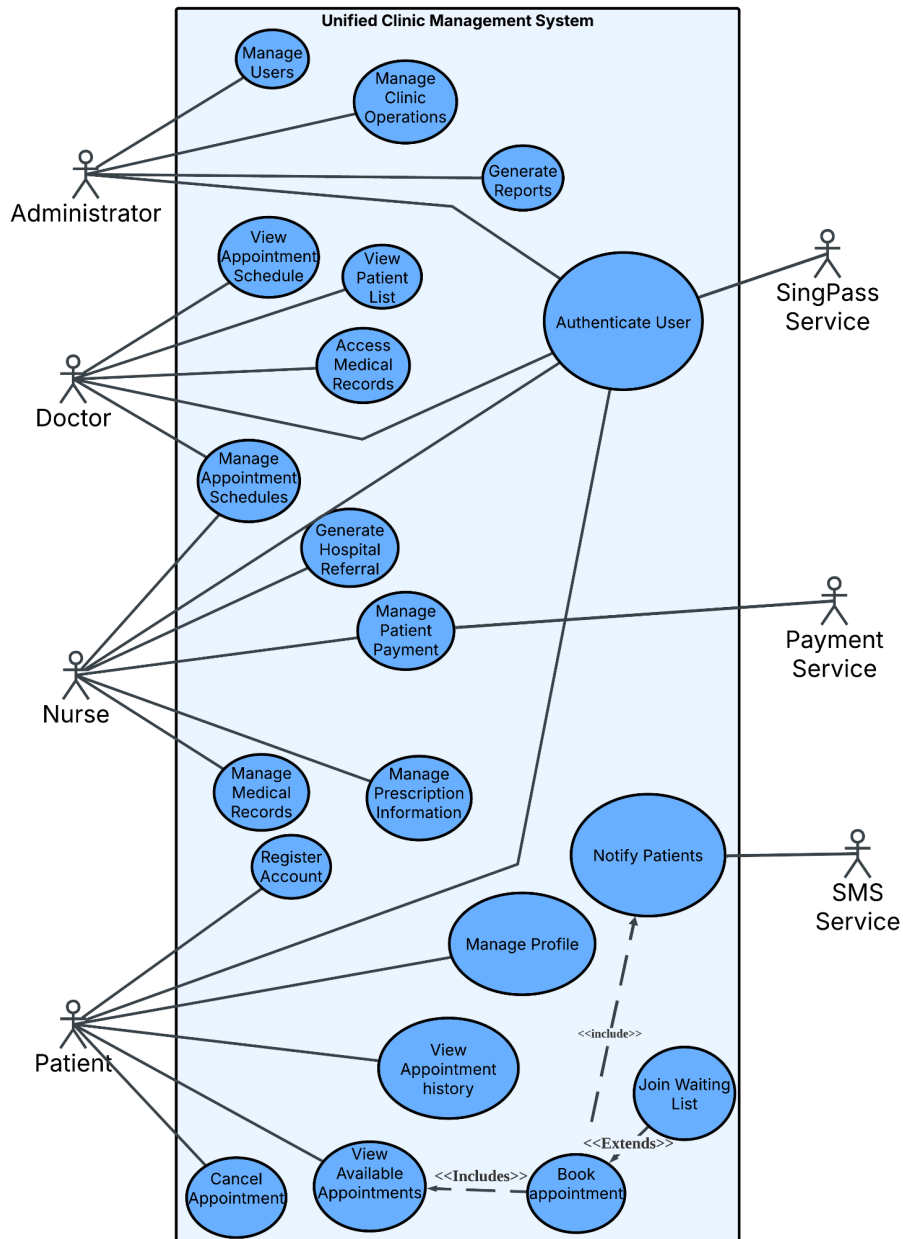 Unified Clinic Management System
Manage
Users
Manage
Clinic
Operations
Generate
Reports
Administrator
View
Appointment
Schedule
View
Patient
List
Authenticate User
SingPass
Service
Access
Medical
Records
Doctor
Manage
Appointment
Schedules
Generate
Hospital
Referral
Manage
Patient
Payment
Payment
Service
Nurse
Manage
Medical
Records
Manage
Prescription
Information
Register
Account
Notify Patients
SMS
Service
Manage Profile
Patient
View
Appointment
history
<<include>>
Join Waiting
List
<<Extends>>
Cancel
Appointment
View
Available
Appointments
<<Includes>>
Book
appointment